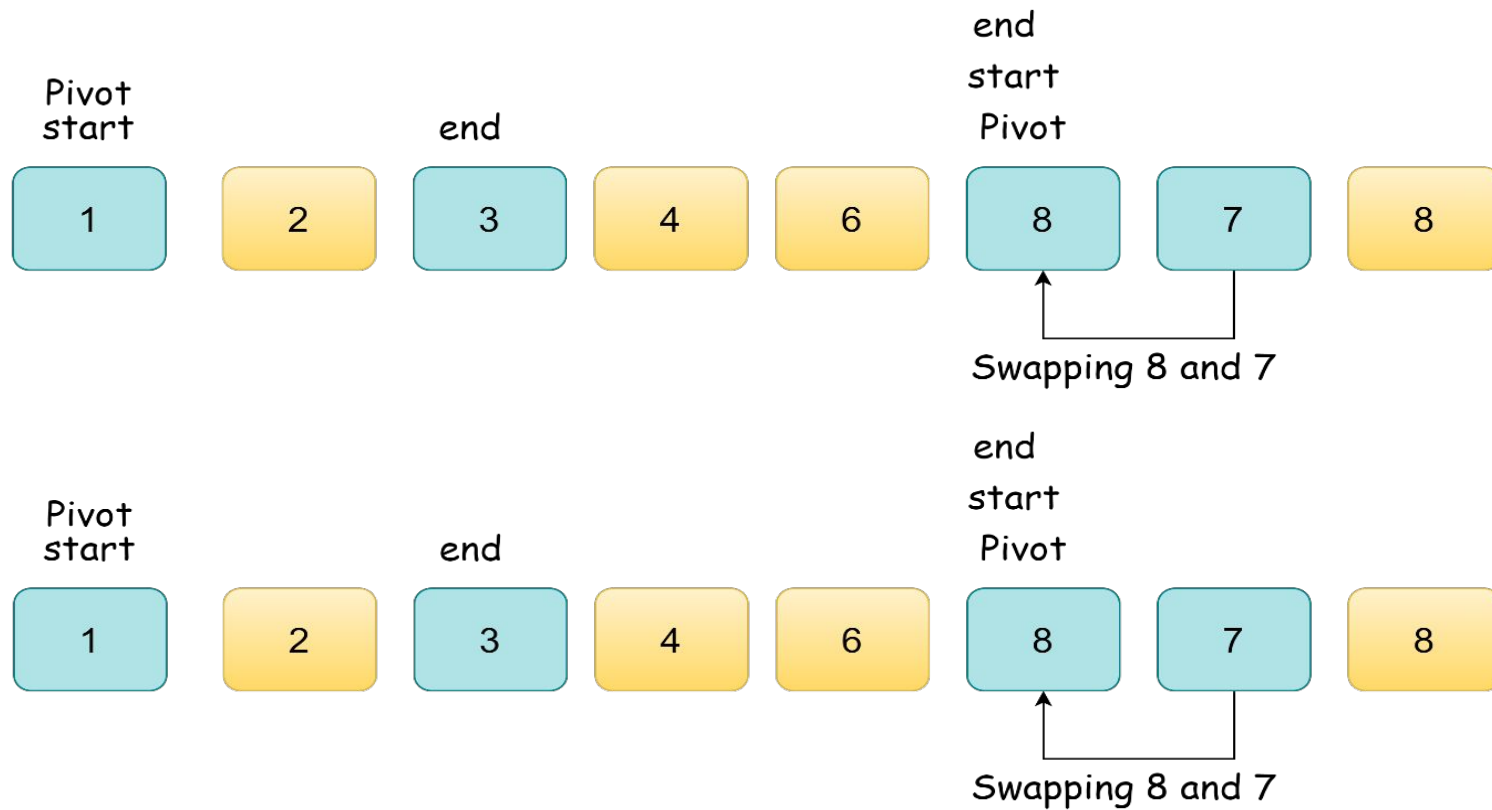 end
start
Pivot
Pivot
start
end
1 2 3 4 6 8 7 8
Swapping 8 and 7
end
start
Pivot
Pivot
start
end
1 2 3 4 6 8 7 8
Swapping 8 and 7